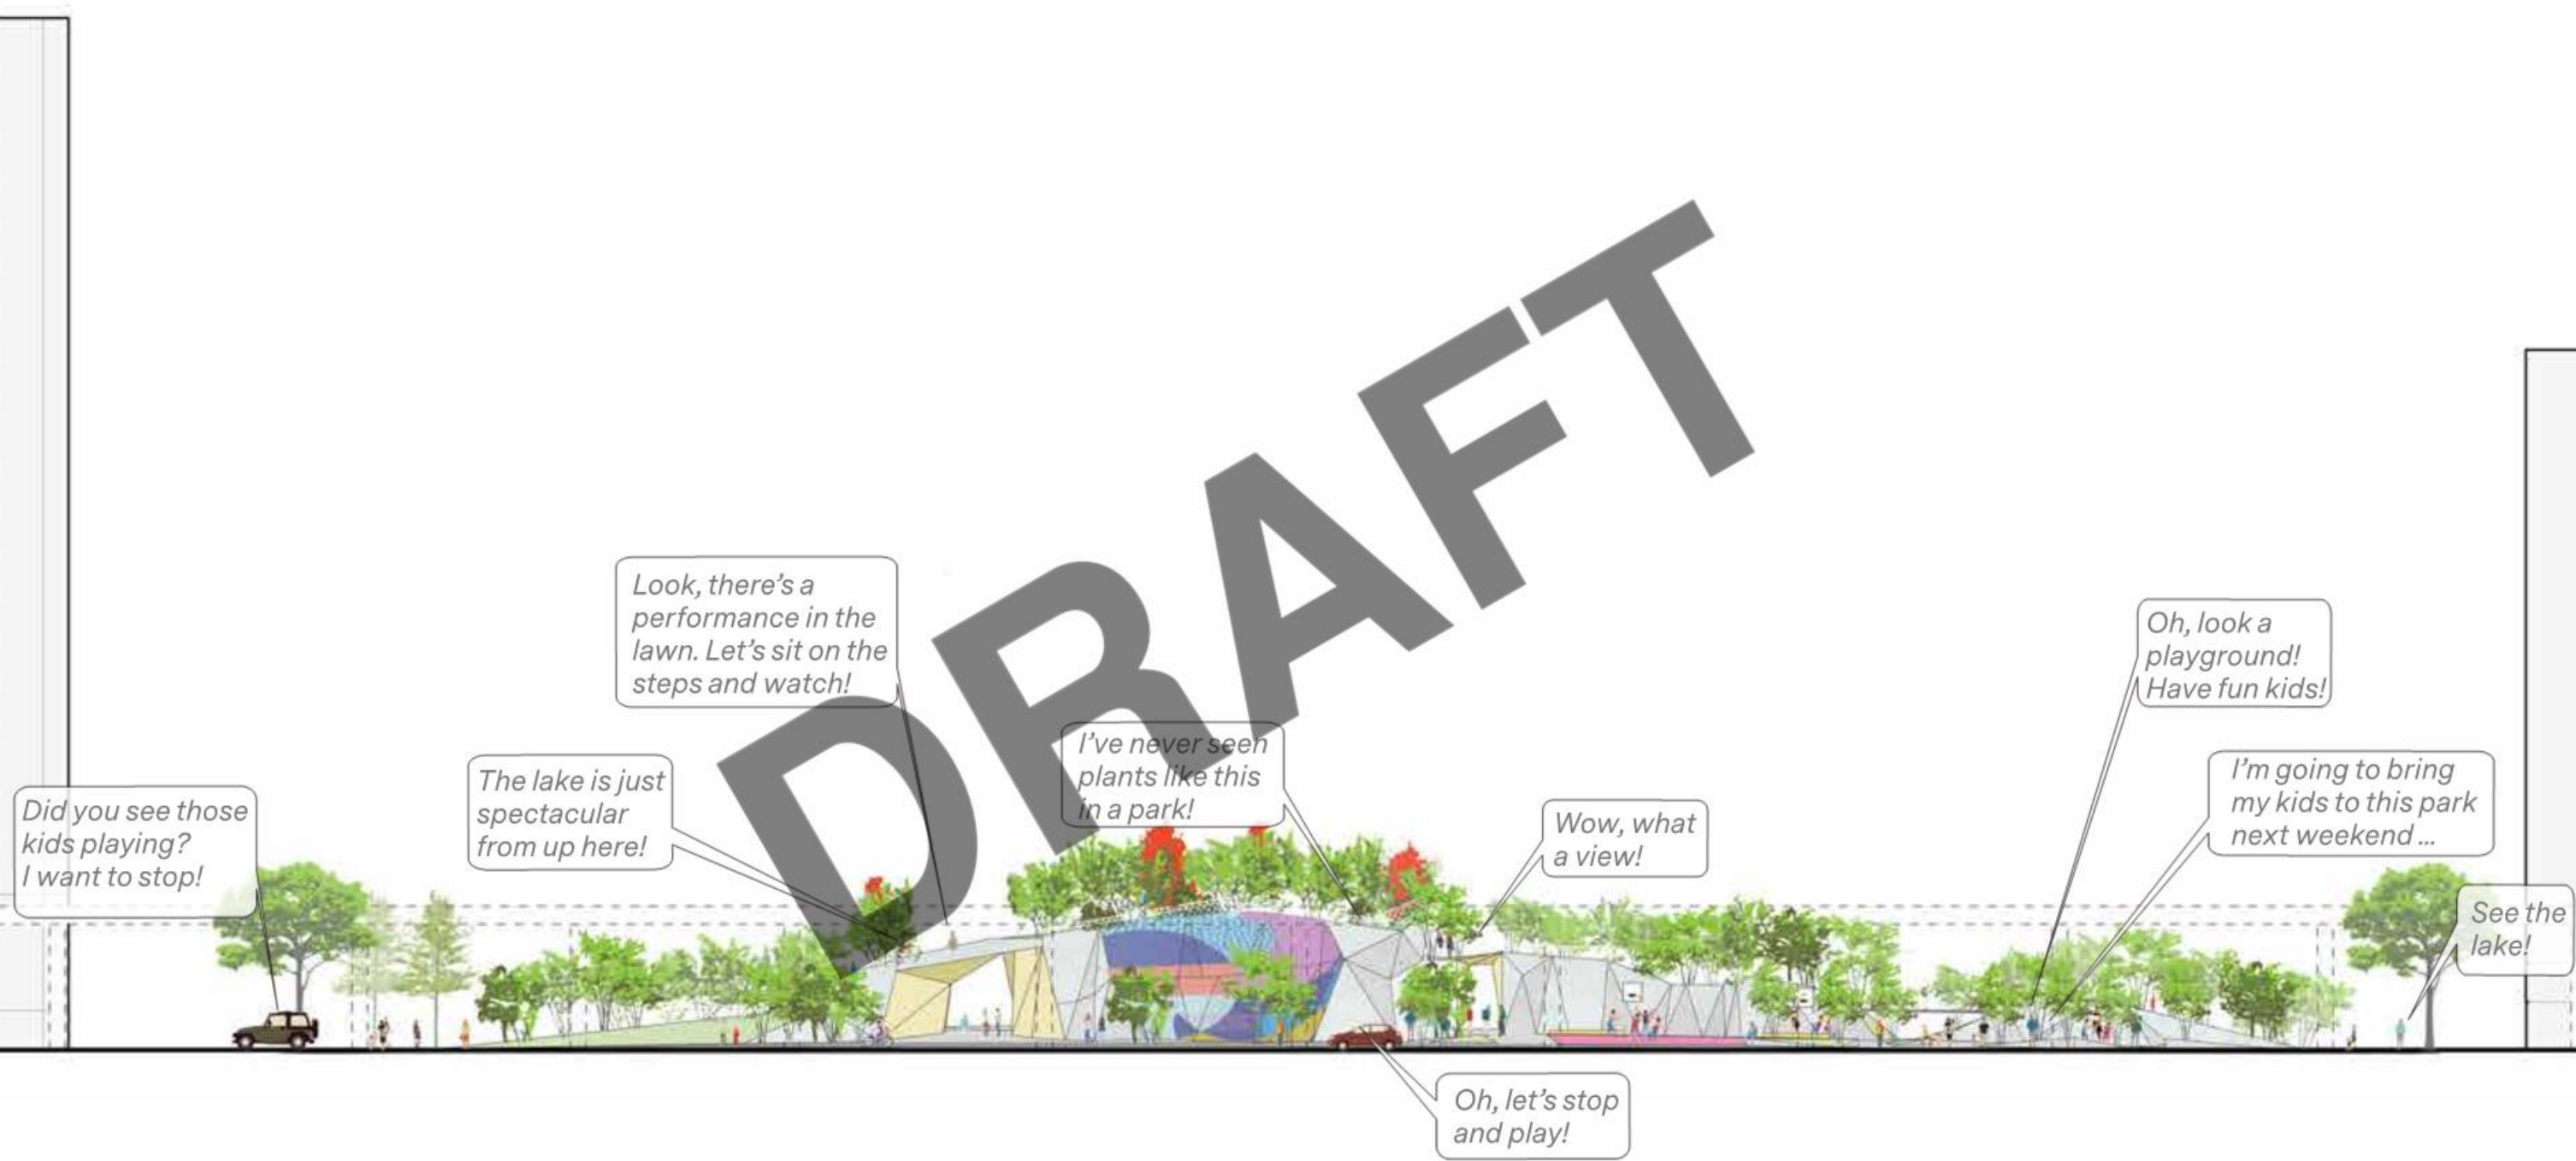 DRAFT
Look, there's a
performance in the
lawn. Let's sit on the
steps and watch!
Oh, look a
playground!
Have fun kids!
I've never seen
plants like this
in a park!
The lake is just
spectacular
from up here!
I'm going to bring
my kids to this park
next weekend ...
Did you see those
kids playing?
I want to stop!
Wow, what
a view!
See the
lake!
Oh, let's stop
and play!